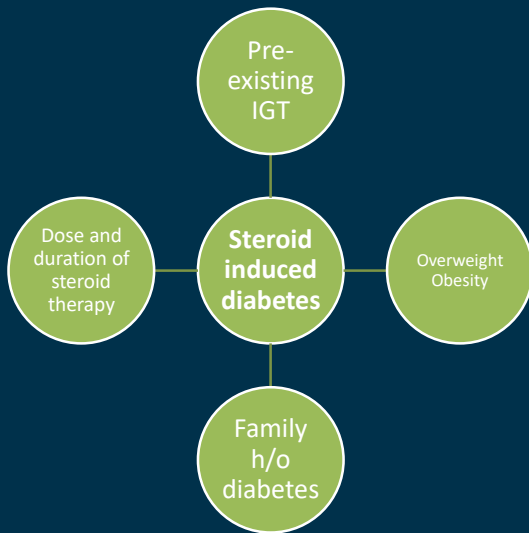 Pre-
existing
IGT
Dose and
duration of
steroid
therapy
Steroid
induced
diabetes
Overweight
Obesity
Family
h/o
diabetes